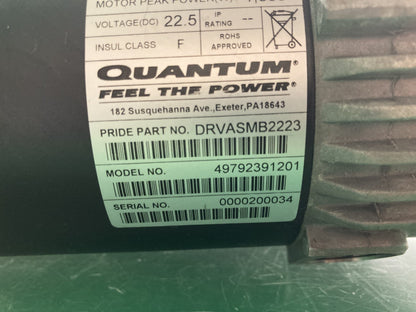 MOTOR PEAK POWER
VOLTAGE(DC) 22.5 IP RATING --
INSUL CLASS F ROHS APPROVED
QUANTUM®
FEEL THE POWER®
182 Susquehanna Ave.,Exeter,PA18643
PRIDE PART NO. DRVASMB2223
MODEL NO. 49792391201
SERIAL NO. 0000200034